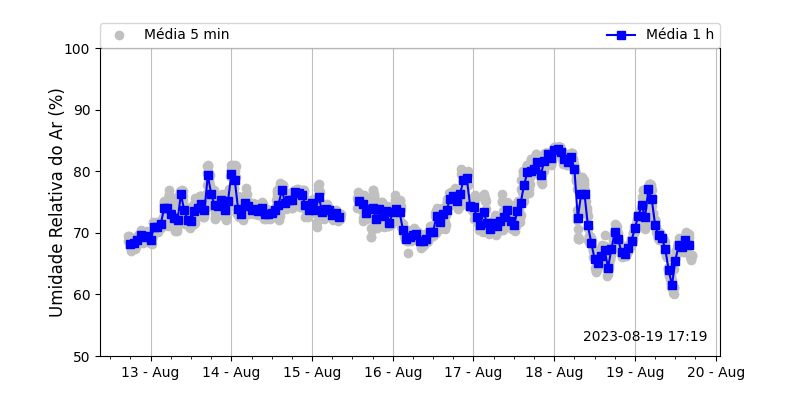 Média 5 min
Média 1 h
Umidade Relativa do Ar (%)
100
90
80
70
60
50
2023-08-19 17:19
13 - Aug
14 - Aug
15 - Aug
16 - Aug
17 - Aug
18 - Aug
19 - Aug
20 - Aug